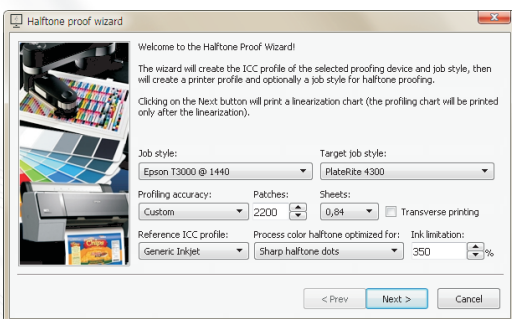 Halftone proof wizard
Welcome to the Halftone Proof Wizard!
The wizard will create the ICC profile of the selected proofing device and job style, then
will create a printer profile and optionally a job style for halftone proofing.
Clicking on the Next button will print a linearization chart (the profiling chart will be printed
only after the linearization).
Job style: Target job style:
Epson T3000 @ 1440 PlateRite 4300
Profiling accuracy: Patches: Sheets:
Custom 2200 0,84 Transverse printing
Reference ICC profile: Process color halftone optimized for: Ink limitation:
Generic Inkjet Sharp halftone dots 350 %
< Prev Next > Cancel